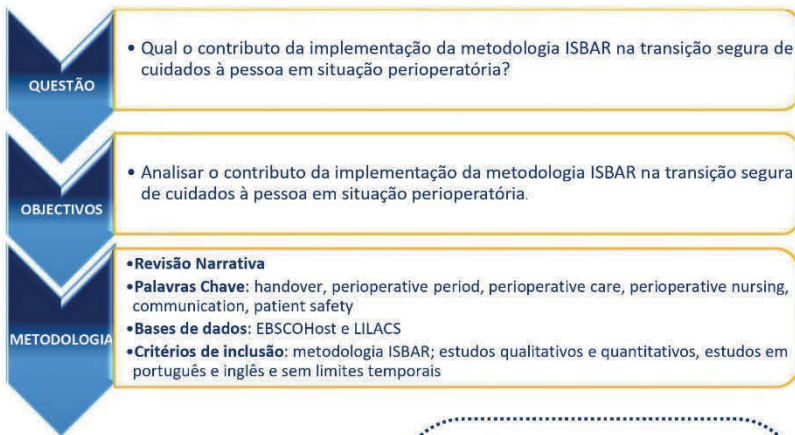 QUESTÃO
• Qual o contributo da implementação da metodologia ISBAR na transição segura de
cuidados à pessoa em situação perioperatória?
OBJECTIVOS
• Analisar o contributo da implementação da metodologia ISBAR na transição segura
de cuidados à pessoa em situação perioperatória.
METODOLOGIA
•Revisão Narrativa
•Palavras Chave: handover, perioperative period, perioperative care, perioperative nursing,
communication, patient safety
•Bases de dados: EBSCOHost e LILACS
•Critérios de inclusão: metodologia ISBAR; estudos qualitativos e quantitativos, estudos em
português e inglês e sem limites temporais